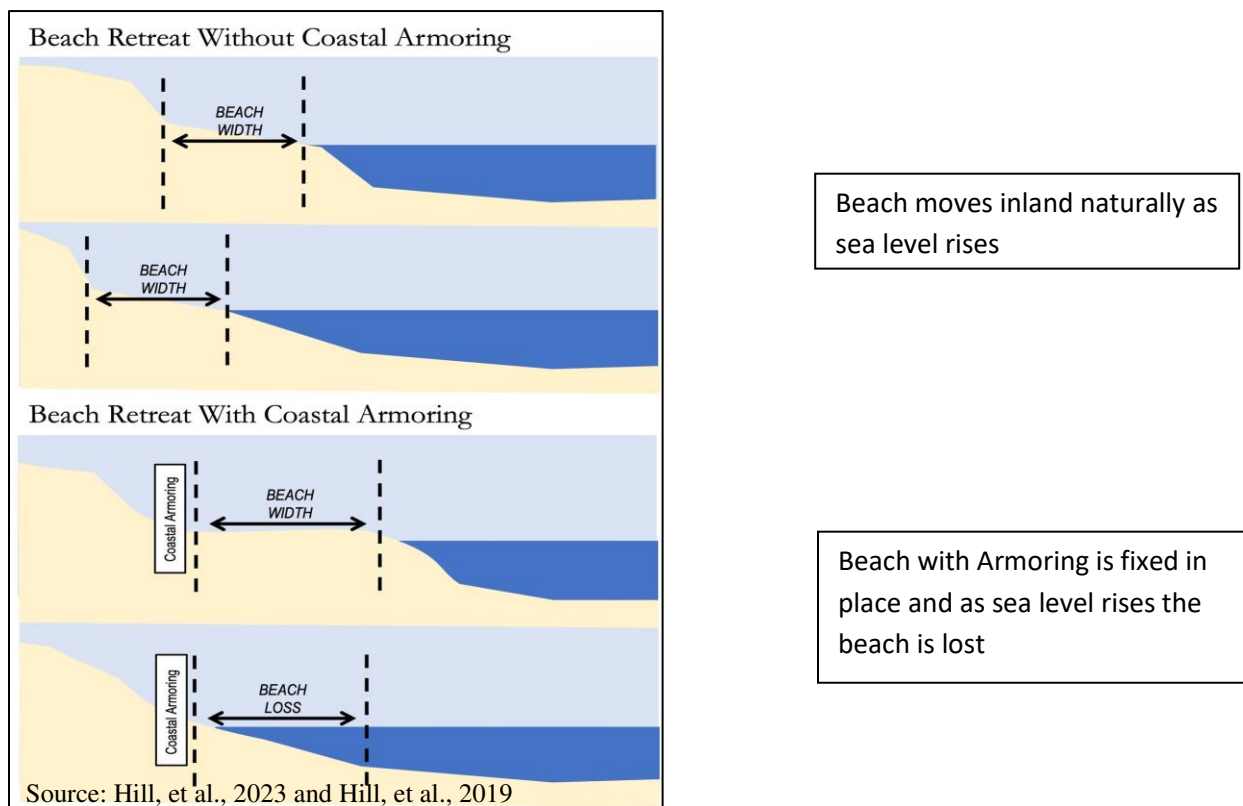 Beach Retreat Without Coastal Armoring
BEACH
WIDTH
BEACH
WIDTH
Beach moves inland naturally as
sea level rises
Beach Retreat With Coastal Armoring
Coastal Armoring
BEACH
WIDTH
Coastal Armoring
BEACH
LOSS
Source: Hill, et al., 2023 and Hill, et al., 2019
Beach with Armoring is fixed in
place and as sea level rises the
beach is lost